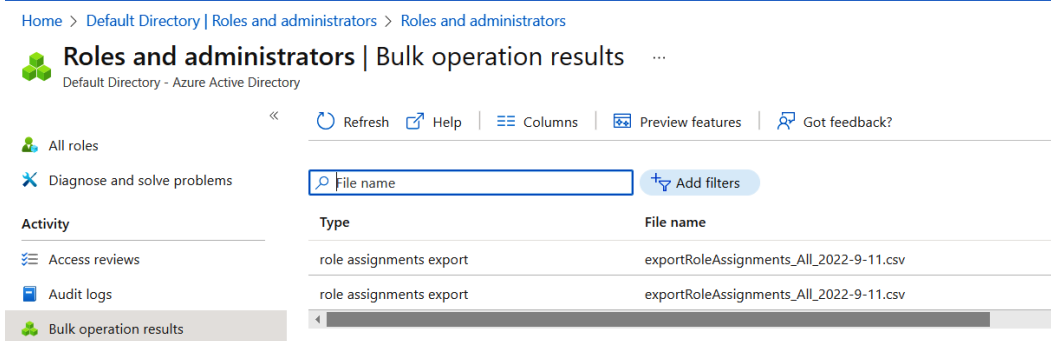 Home > Default Directory | Roles and administrators > Roles and administrators
Roles and administrators | Bulk operation results ...
Default Directory - Azure Active Directory
«
Refresh Help Columns Preview features Got feedback?
All roles
Diagnose and solve problems
File name Add filters
Activity
Type File name
Access reviews
role assignments export exportRoleAssignments_All_2022-9-11.csv
Audit logs
role assignments export exportRoleAssignments_All_2022-9-11.csv
Bulk operation results